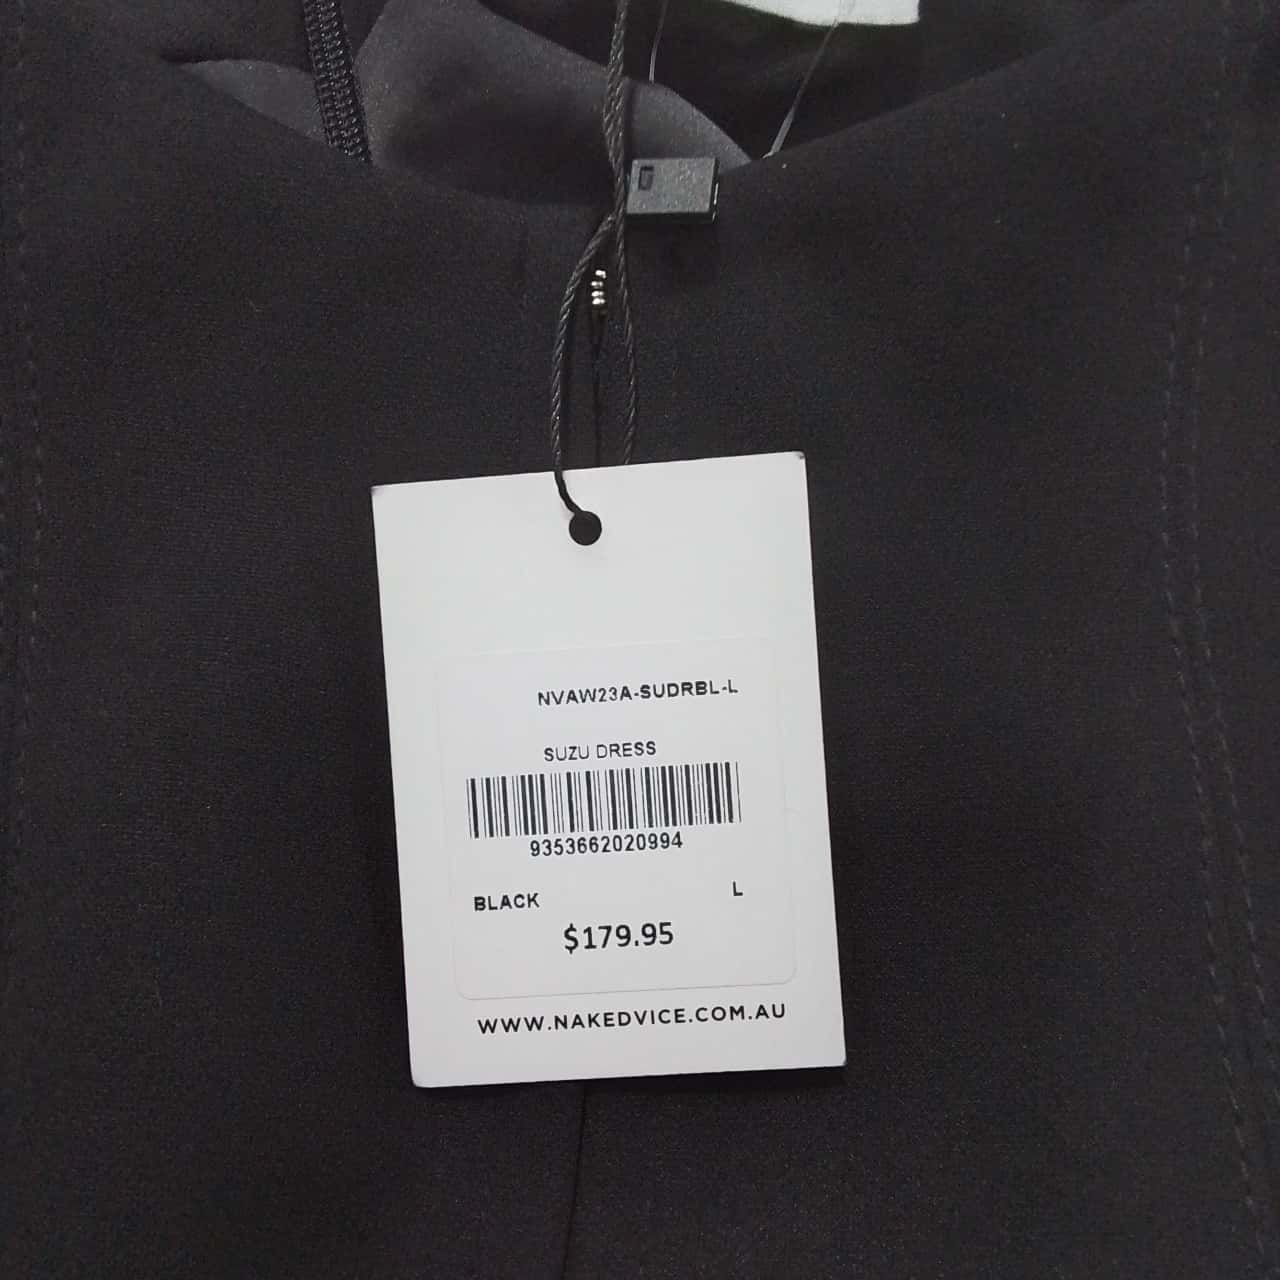 NVAW23A-SUDRBL-L
SUZU DRESS
9353662020994
BLACK L
$179.95
WWW.NAKEDVICE.COM.AU